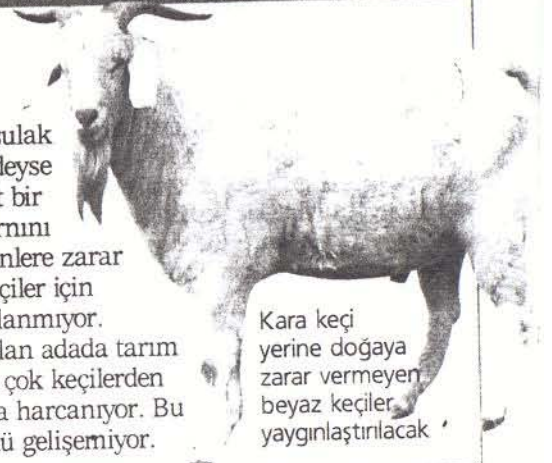 ulak
deyse
t bir
rnını
nlere zarar
çiler için
lanmıyor.
lan adada tarım
çok keçilerden
a harcanıyor. Bu
ü gelişemiyor.
Kara keçi
yerine doğaya
zarar vermeyen
beyaz keçiler
yaygınlaştırılacak